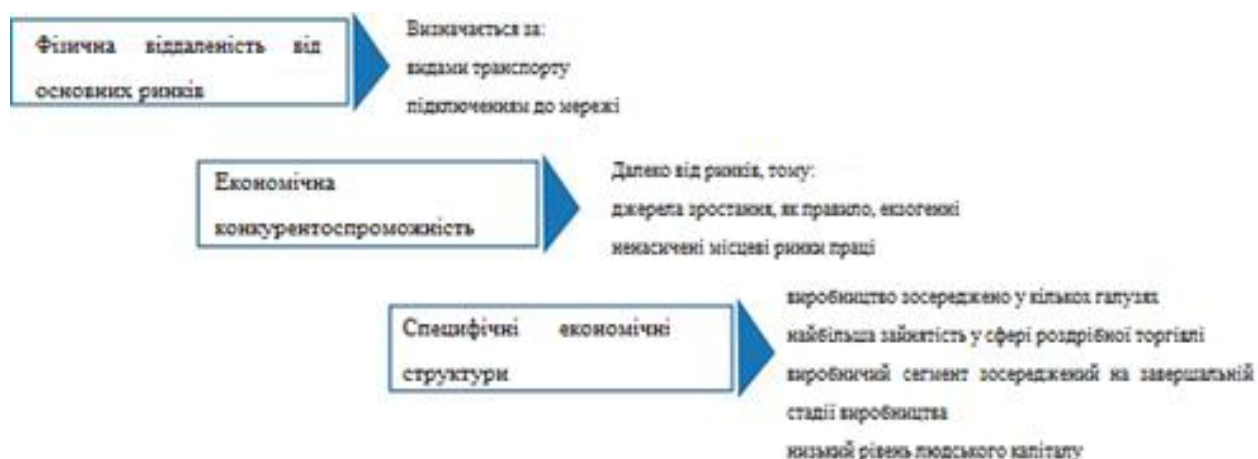 Фізична віддаленість від
основних ринків
Визначається за:
видами транспорту
підключенням до мережі
Економічна
конкурентоспроможність
Далеко від ринків, тому:
джерела зростання, як правило, екзогенні
ненасичені місцеві ринки праці
Специфічні економічні
структури
виробництво зосереджено у кількох галузях
найбільша зайнятість у сфері роздрібної торгівлі
виробничий сегмент зосереджений на завершальній
стадії виробництва
низький рівень людського капіталу